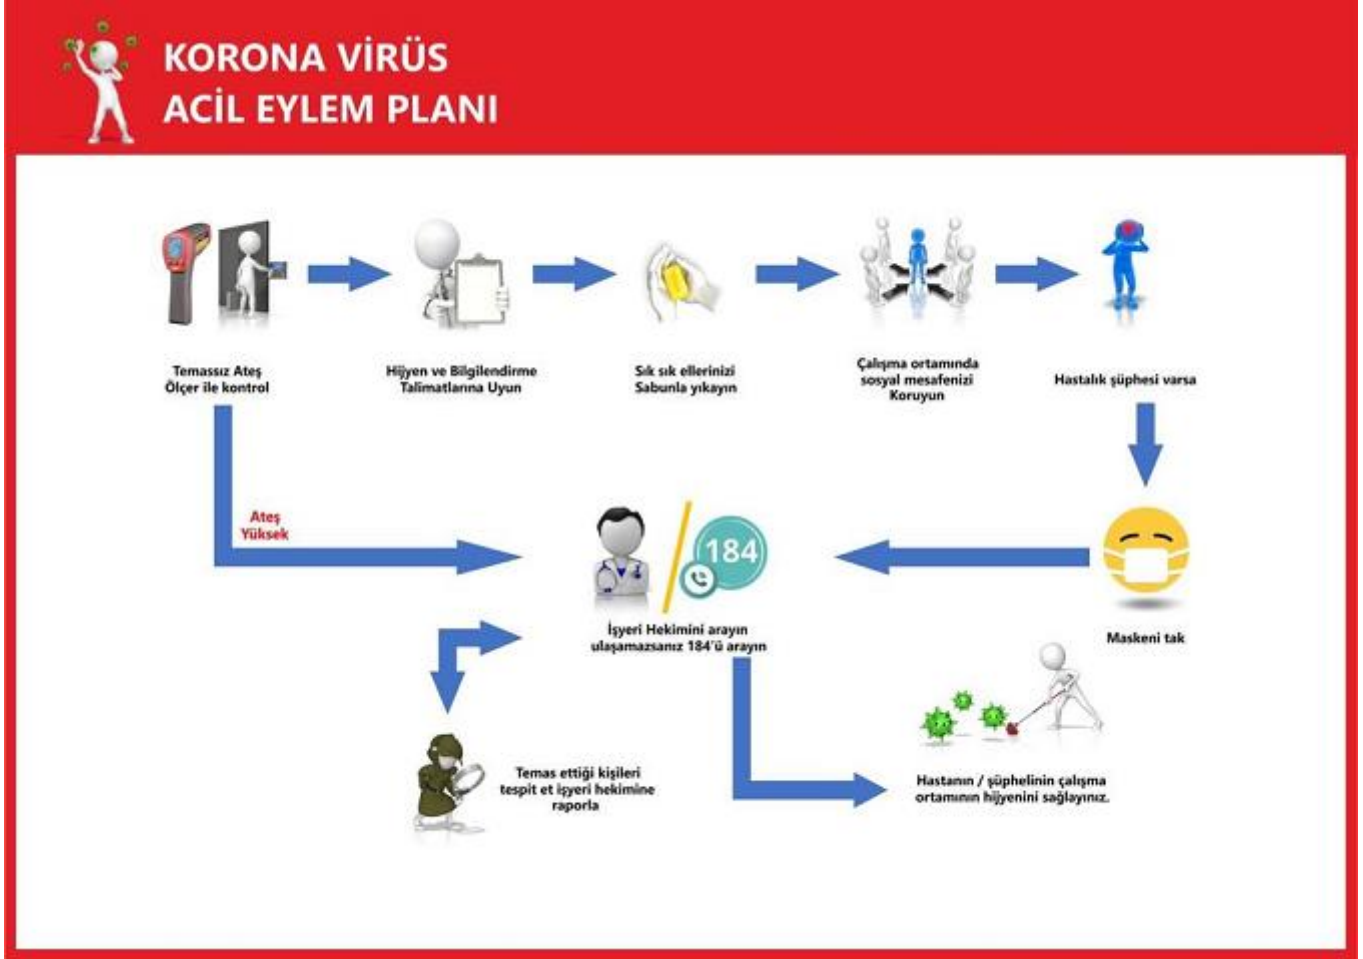 KORONA VİRÜS
ACİL EYLEM PLANI
Temassız Ateş
Ölçer ile kontrol
Hijyen ve Bilgilendirme
Talimatlarına Uyun
Sık sık ellerinizi
Sabunla yıkayın
Çalışma ortamında
sosyal mesafenizi
Koruyun
Hastalık şüphesi varsa
Ateş
Yüksek
184
İşyeri Hekimini arayın
ulaşamazsanız 184'ü arayın
Maskeni tak
Temas ettiği kişileri
tespit et işyeri hekimine
raporla
Hastanın / şüphelinin çalışma
ortamının hijyenini sağlayınız.